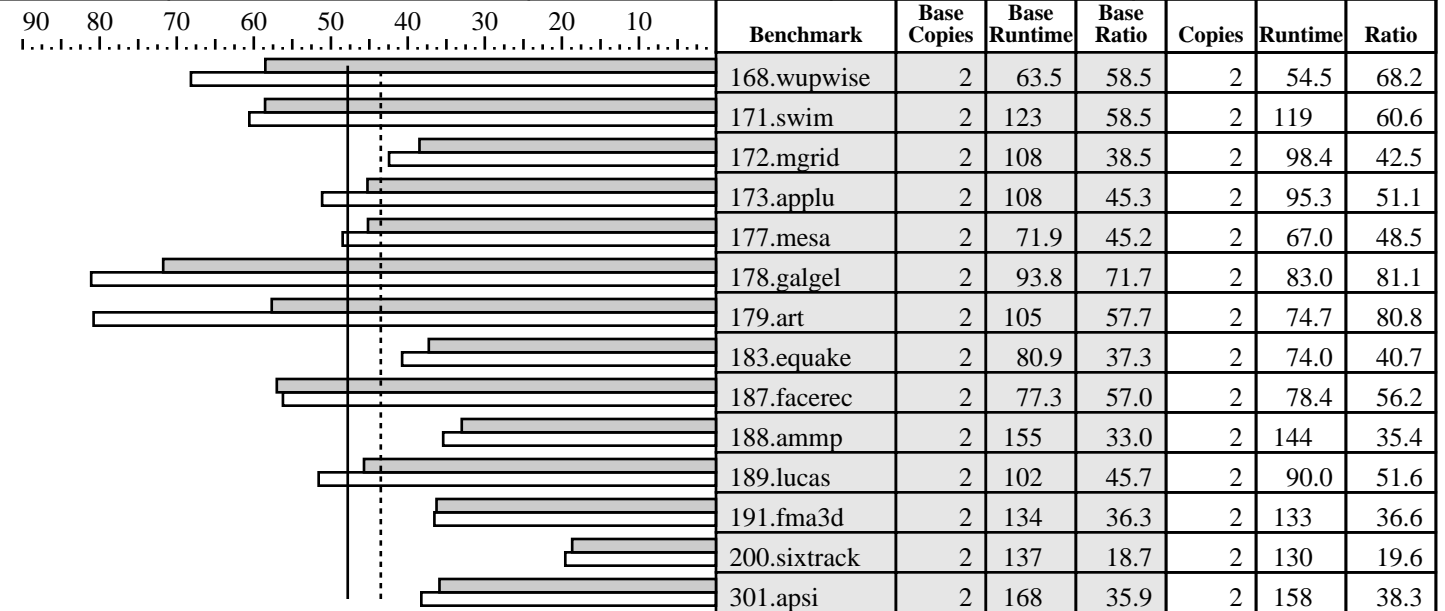 90 80 70 60 50 40 30 20 10
Benchmark Base Copies Base Runtime Base Ratio Copies Runtime Ratio
168.wupwise 2 63.5 58.5 2 54.5 68.2
171.swim 2 123 58.5 2 119 60.6
172.mgrid 2 108 38.5 2 98.4 42.5
173.applu 2 108 45.3 2 95.3 51.1
177.mesa 2 71.9 45.2 2 67.0 48.5
178.galgel 2 93.8 71.7 2 83.0 81.1
179.art 2 105 57.7 2 74.7 80.8
183.equake 2 80.9 37.3 2 74.0 40.7
187.facerec 2 77.3 57.0 2 78.4 56.2
188.ammp 2 155 33.0 2 144 35.4
189.lucas 2 102 45.7 2 90.0 51.6
191.fma3d 2 134 36.3 2 133 36.6
200.sixtrack 2 137 18.7 2 130 19.6
301.apsi 2 168 35.9 2 158 38.3